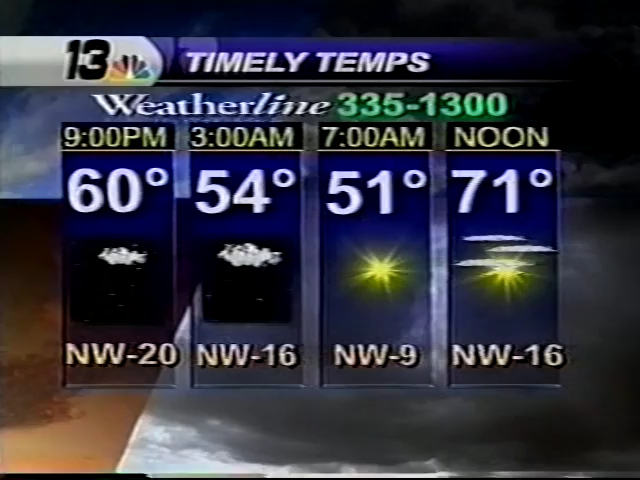 13 TIMELY TEMPS
Weatherline 335-1300
9:00PM 3:00AM 7:00AM NOON
60° 54° 51° 71°
NW-20 NW-16 NW-9 NW-16